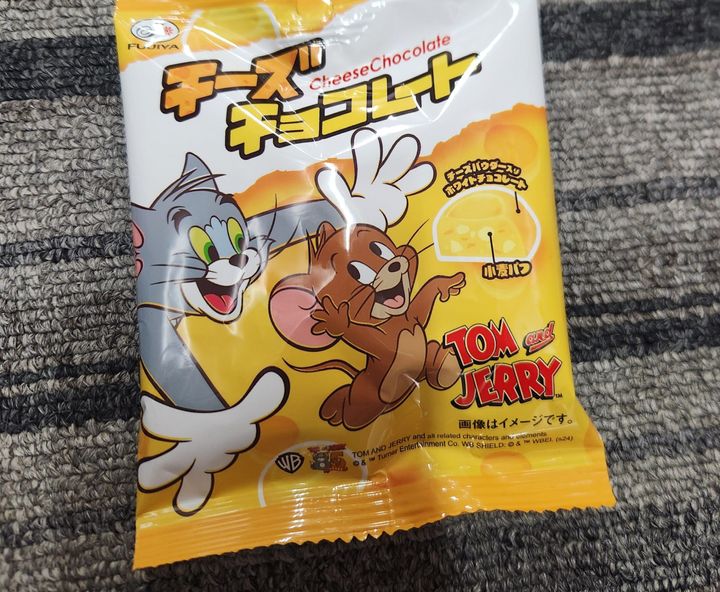 FUJIYA
チーズ
CheeseChocolate
チョコレート
チーズパウダー入り
ホワイトチョコレート
小麦パフ
TOM and
JERRY™
画像はイメージです。
TOM AND JERRY and all related characters and elements
© & ™ Turner Entertainment Co. WB SHIELD: © & ™ WBEI. (s24)
WB